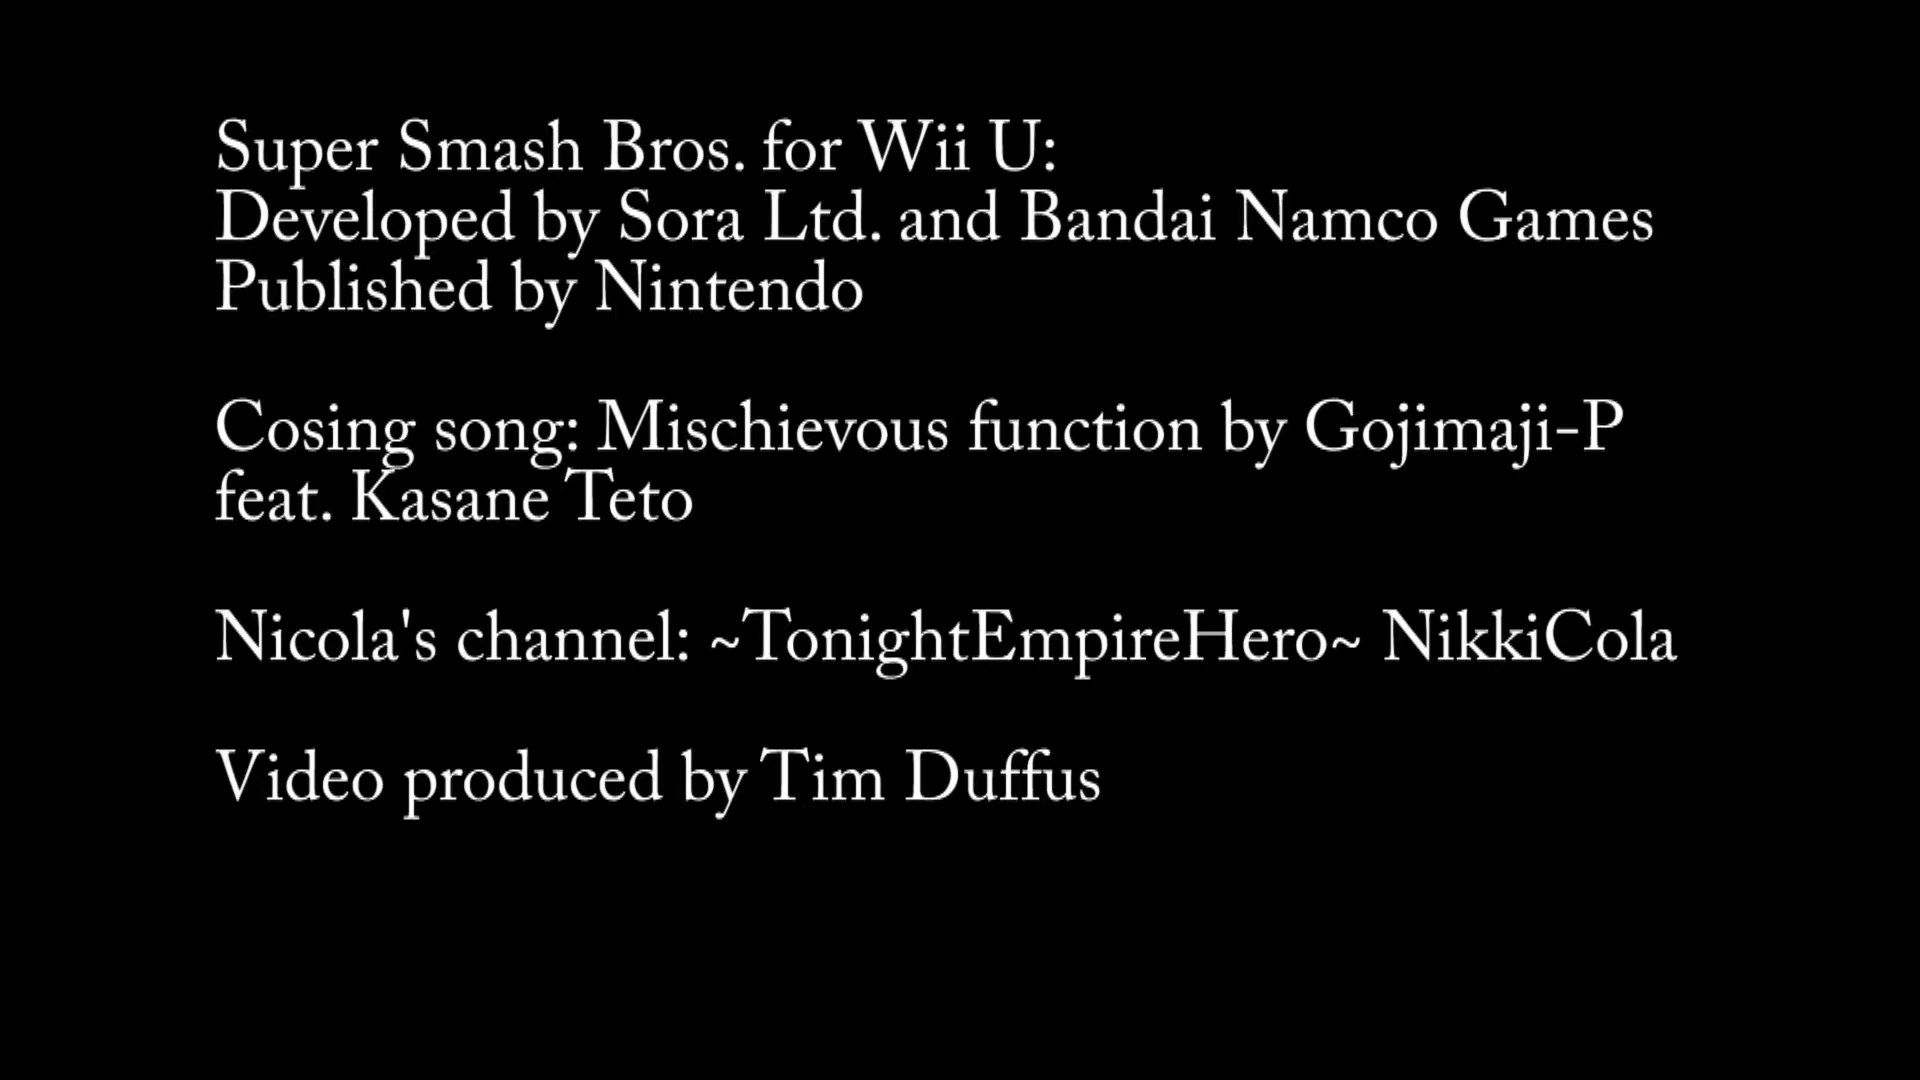 Super Smash Bros. for Wii U:
Developed by Sora Ltd. and Bandai Namco Games
Published by Nintendo
Cosing song: Mischievous function by Gojimaji-P
feat. Kasane Teto
Nicola's channel: ~TonightEmpireHero~ NikkiCola
Video produced by Tim Duffus